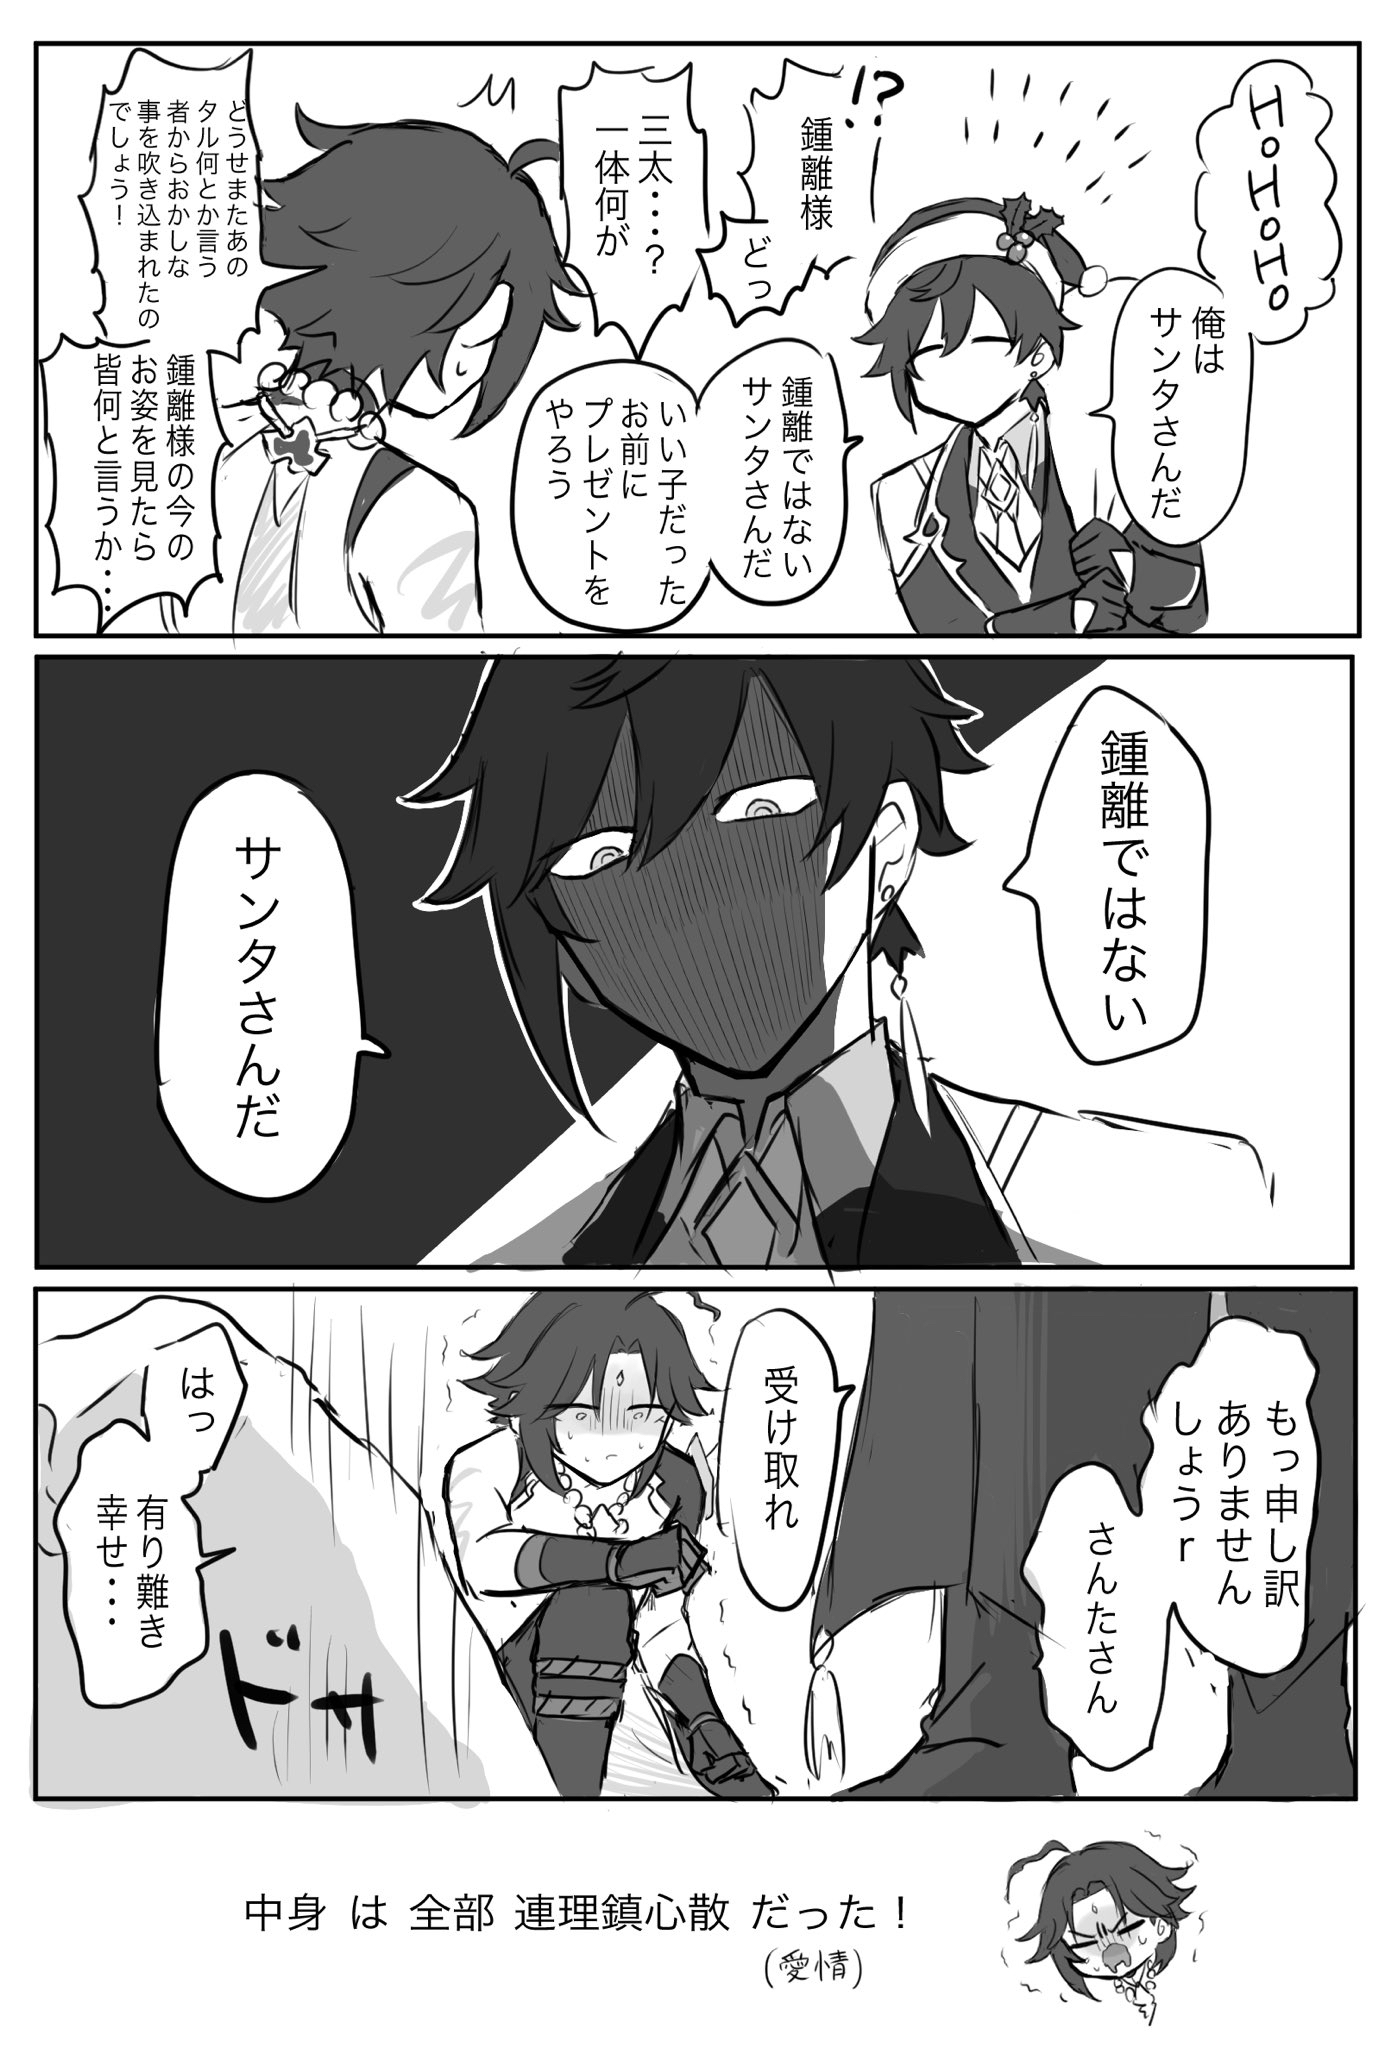 HoHoHo
俺は
サンタさんだ
!?
鍾離様
どっ
鍾離ではない
サンタさんだ
三太・・・?
一体何が
いい子だった
お前に
プレゼントを
やろう
どうせまたあの
タル何とか言う
者からおかしな
事を吹き込まれたの
でしょう!
鍾離様の今の
お姿を見たら
皆何と言うか・・・
鍾離ではない
サンタさんだ
もっ申し訳
ありません
しょうr
さんたさん
受け取れ
はっ
有り難き
幸せ・・・
ドサ
中身 は 全部 連理鎮心散 だった!
(愛情)